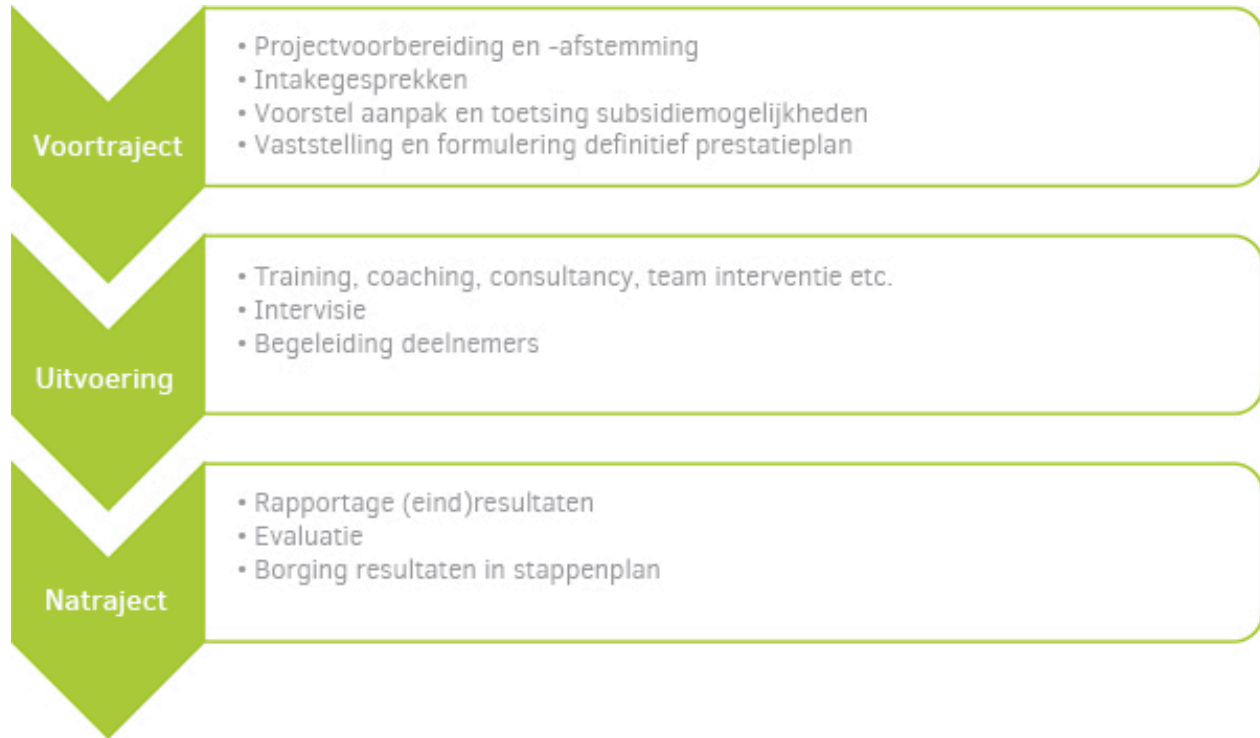 Voortraject
• Projectvoorbereiding en -afstemming
• Intakegesprekken
• Voorstel aanpak en toetsing subsidiemogelijkheden
• Vaststelling en formulering definitief prestatieplan
Uitvoering
• Training, coaching, consultancy, team interventie etc.
• Intervisie
• Begeleiding deelnemers
Natraject
• Rapportage (eind)resultaten
• Evaluatie
• Borging resultaten in stappenplan